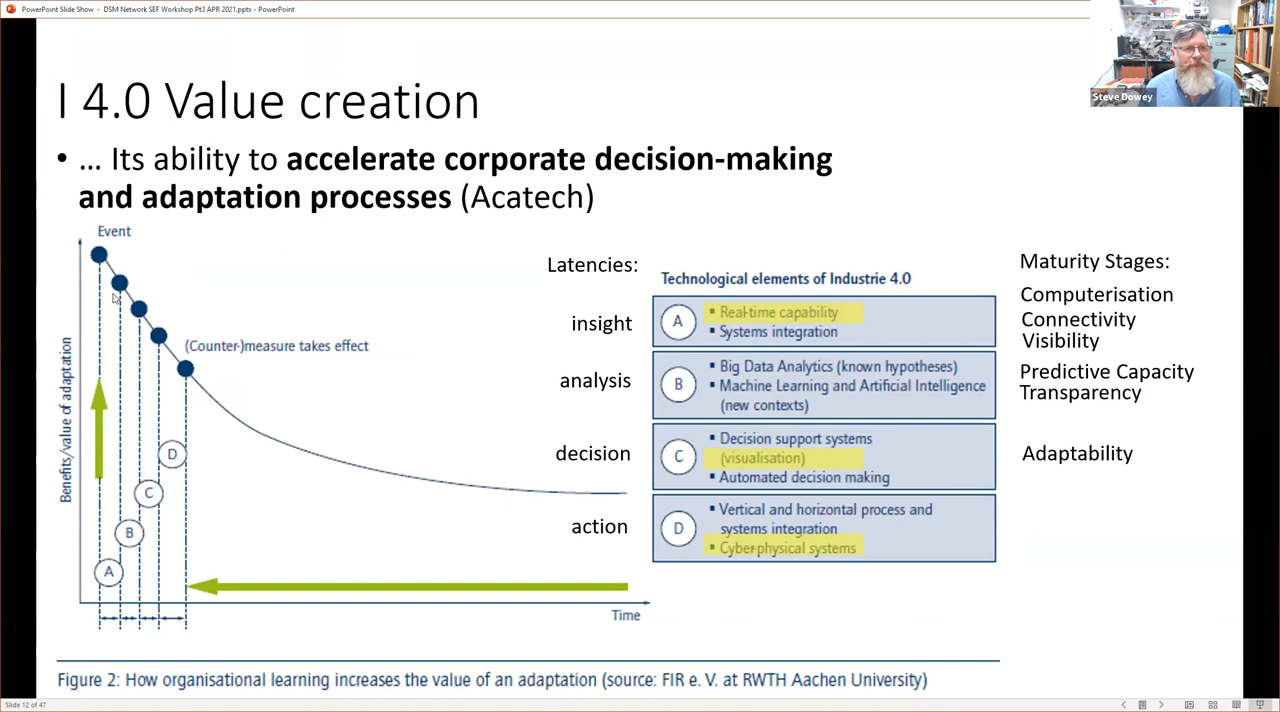 PowerPoint Slide Show - DSM Network SEF Workshop Pt3 APR 2021.pptx - PowerPoint
Steve Dowey
I 4.0 Value creation
• … Its ability to accelerate corporate decision-making
and adaptation processes (Acatech)
Event
(Counter-)measure takes effect
Benefits/value of adaptation
D
C
B
A
Time
Latencies:
insight
analysis
decision
action
Technological elements of Industrie 4.0
A
▪ Real-time capability
▪ Systems integration
B
▪ Big Data Analytics (known hypotheses)
▪ Machine Learning and Artificial Intelligence
(new contexts)
C
▪ Decision support systems
(visualisation)
▪ Automated decision making
D
▪ Vertical and horizontal process and
systems integration
▪ Cyber-physical systems
Maturity Stages:
Computerisation
Connectivity
Visibility
Predictive Capacity
Transparency
Adaptability
Figure 2: How organisational learning increases the value of an adaptation (source: FIR e. V. at RWTH Aachen University)
Slide 12 of 47